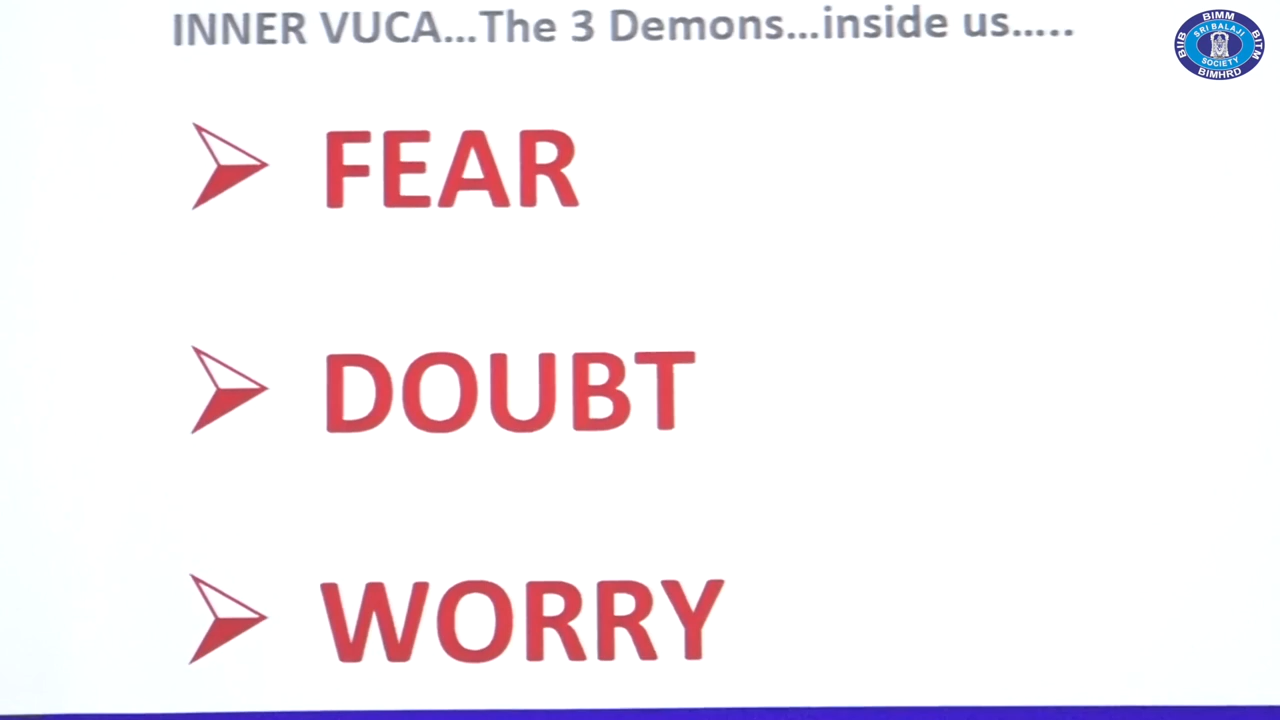 INNER VUCA...The 3 Demons...inside us.....
BIMM
BIIB
SRI BALAJI
BITM
SOCIETY
BIMHRD
FEAR
DOUBT
WORRY